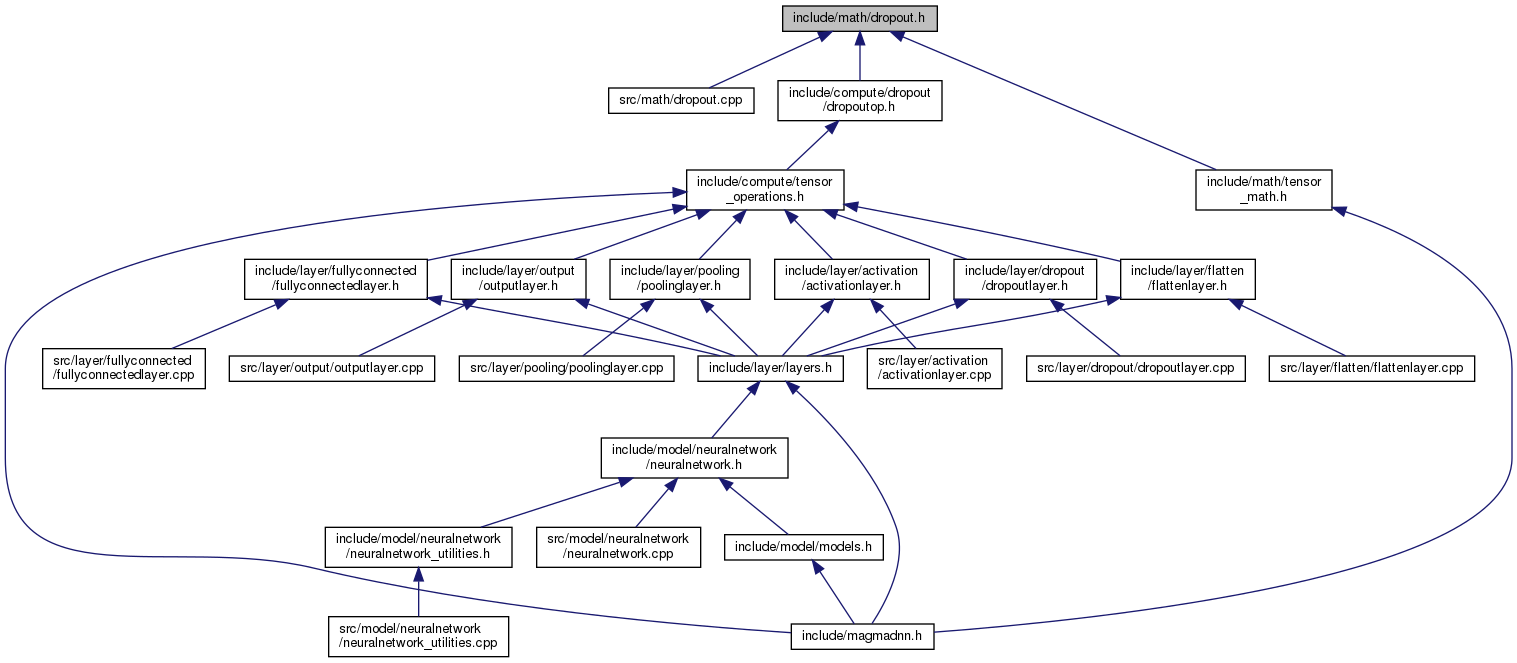 include/math/dropout.h
src/math/dropout.cpp
include/compute/dropout
/dropoutop.h
include/compute/tensor
_operations.h
include/math/tensor
_math.h
include/layer/fullyconnected
/fullyconnectedlayer.h
include/layer/output
/outputlayer.h
include/layer/pooling
/poolinglayer.h
include/layer/activation
/activationlayer.h
include/layer/dropout
/dropoutlayer.h
include/layer/flatten
/flattenlayer.h
src/layer/fullyconnected
/fullyconnectedlayer.cpp
src/layer/output/outputlayer.cpp
src/layer/pooling/poolinglayer.cpp
include/layer/layers.h
src/layer/activation
/activationlayer.cpp
src/layer/dropout/dropoutlayer.cpp
src/layer/flatten/flattenlayer.cpp
include/model/neuralnetwork
/neuralnetwork.h
include/model/neuralnetwork
/neuralnetwork_utilities.h
src/model/neuralnetwork
/neuralnetwork.cpp
include/model/models.h
src/model/neuralnetwork
/neuralnetwork_utilities.cpp
include/magmadnn.h